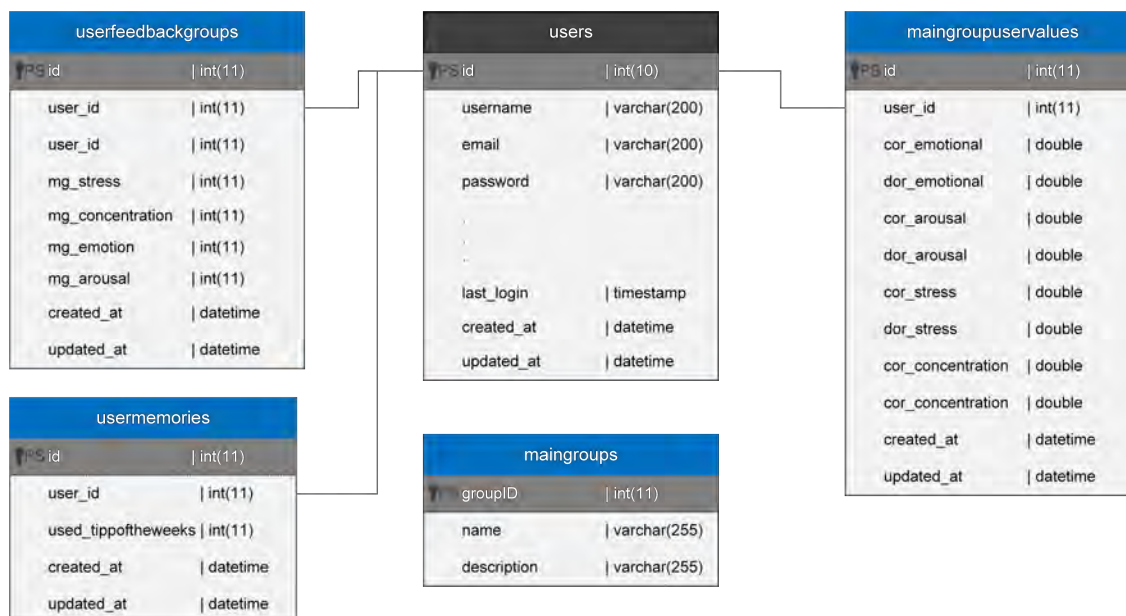 userfeedbackgroups
PS id | int(11)
user_id | int(11)
user_id | int(11)
mg_stress | int(11)
mg_concentration | int(11)
mg_emotion | int(11)
mg_arousal | int(11)
created_at | datetime
updated_at | datetime
usermemories
PS id | int(11)
user_id | int(11)
used_tippoftheweeks | int(11)
created_at | datetime
updated_at | datetime
users
PS id | int(10)
username | varchar(200)
email | varchar(200)
password | varchar(200)
.
.
.
last_login | timestamp
created_at | datetime
updated_at | datetime
maingroups
PS groupID | int(11)
name | varchar(255)
description | varchar(255)
maingroupuservalues
PS id | int(11)
user_id | int(11)
cor_emotional | double
dor_emotional | double
cor_arousal | double
dor_arousal | double
cor_stress | double
dor_stress | double
cor_concentration | double
cor_concentration | double
created_at | datetime
updated_at | datetime